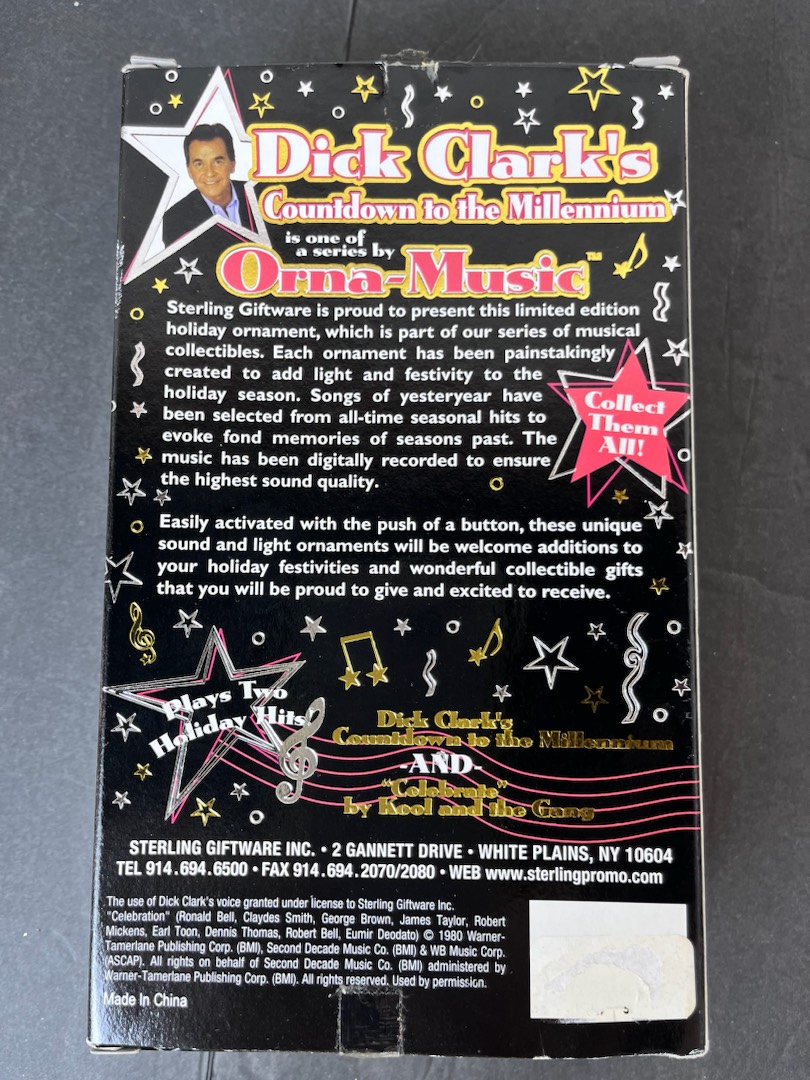 Dick Clark's
Countdown to the Millennium
is one of
a series by
Orna-Music™
Sterling Giftware is proud to present this limited edition
holiday ornament, which is part of our series of musical
collectibles. Each ornament has been painstakingly
created to add light and festivity to the
holiday season. Songs of yesteryear have
been selected from all-time seasonal hits to
evoke fond memories of seasons past. The
music has been digitally recorded to ensure
the highest sound quality.
Collect
Them
All!
Easily activated with the push of a button, these unique
sound and light ornaments will be welcome additions to
your holiday festivities and wonderful collectible gifts
that you will be proud to give and excited to receive.
Plays Two
Holiday Hits!
Dick Clark's
Countdown to the Millennium
-AND-
"Celebrate"
by Kool and the Gang
STERLING GIFTWARE INC. • 2 GANNETT DRIVE • WHITE PLAINS, NY 10604
TEL 914.694.6500 • FAX 914.694.2070/2080 • WEB www.sterlingpromo.com
The use of Dick Clark's voice granted under license to Sterling Giftware Inc.
"Celebration" (Ronald Bell, Claydes Smith, George Brown, James Taylor, Robert
Mickens, Earl Toon, Dennis Thomas, Robert Bell, Eumir Deodato) © 1980 Warner-
Tamerlane Publishing Corp. (BMI), Second Decade Music Co. (BMI) & WB Music Corp.
(ASCAP). All rights on behalf of Second Decade Music Co. (BMI) administered by
Warner-Tamerlane Publishing Corp. (BMI). All rights reserved. Used by permission.
Made In China